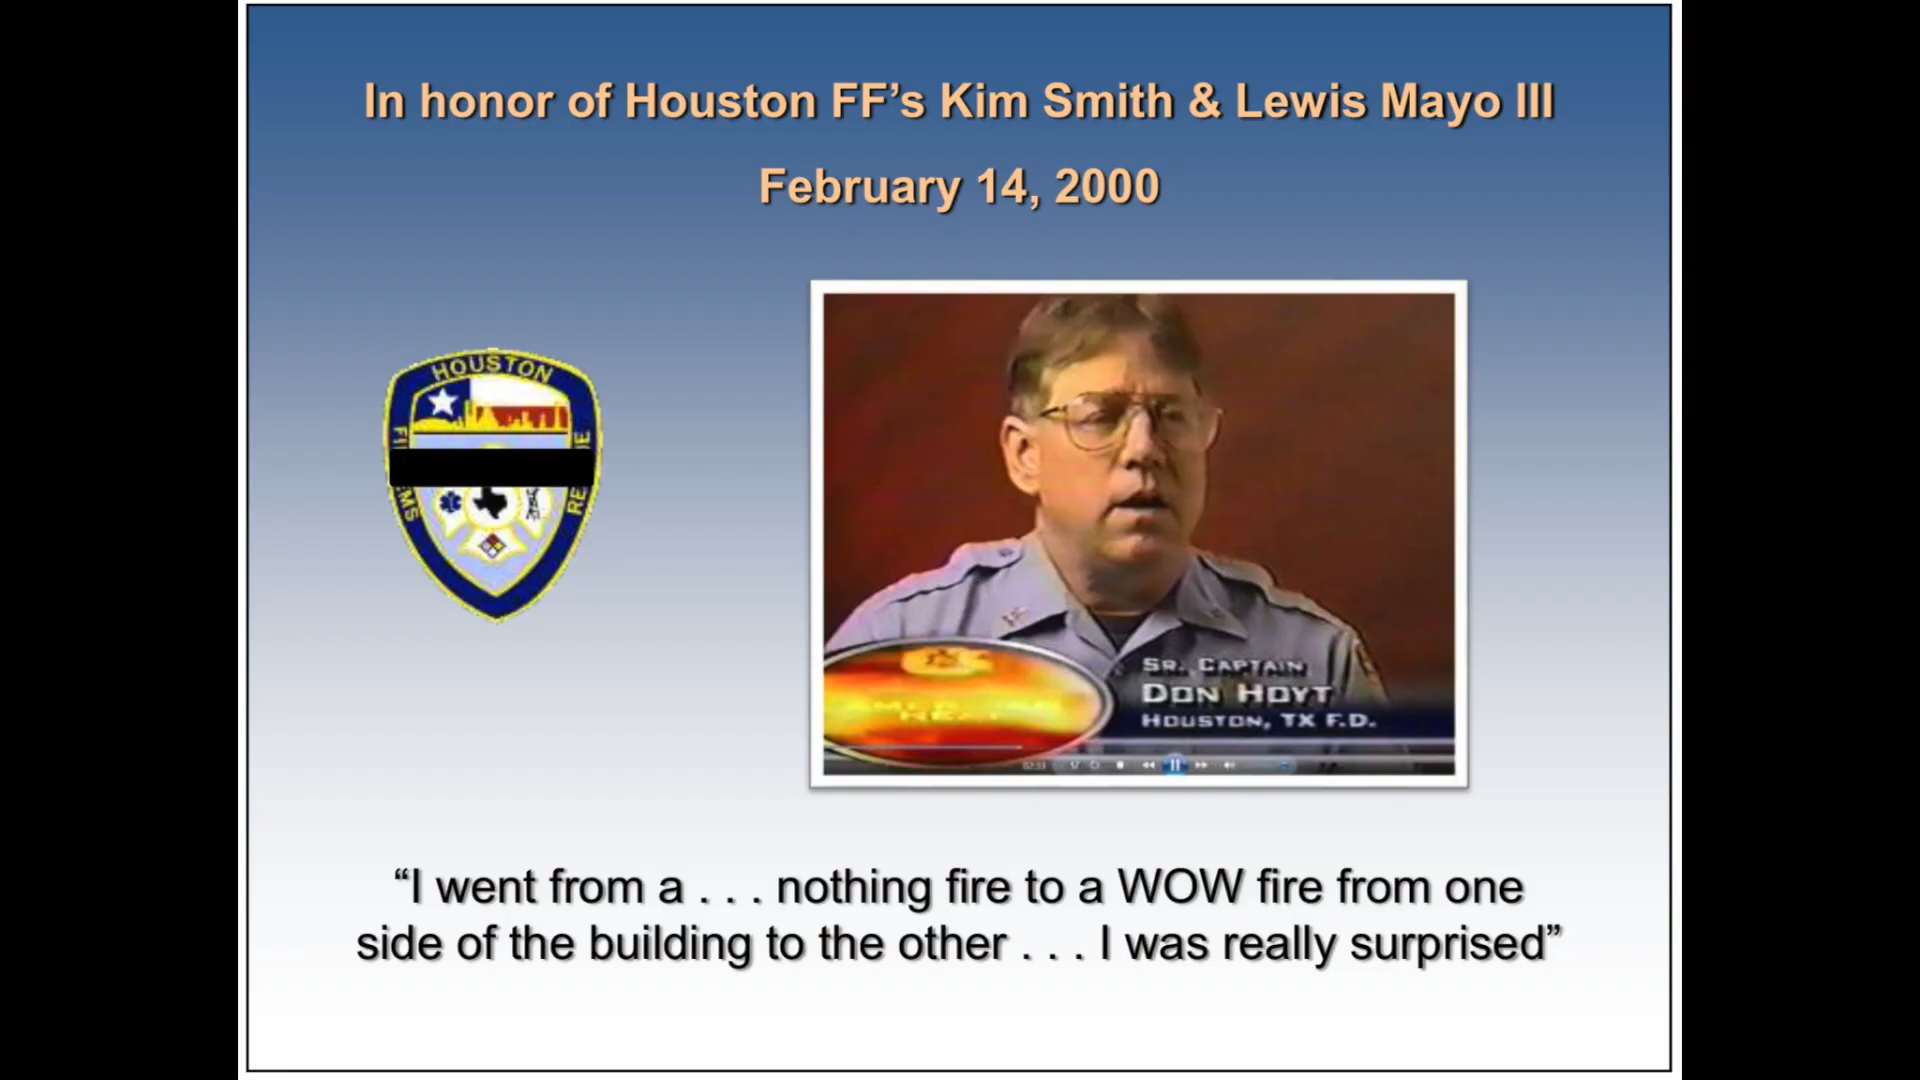 In honor of Houston FF’s Kim Smith & Lewis Mayo III
February 14, 2000
HOUSTON
SR. CAPTAIN
DON HOYT
HOUSTON, TX F.D.
“I went from a . . . nothing fire to a WOW fire from one
side of the building to the other . . . I was really surprised”